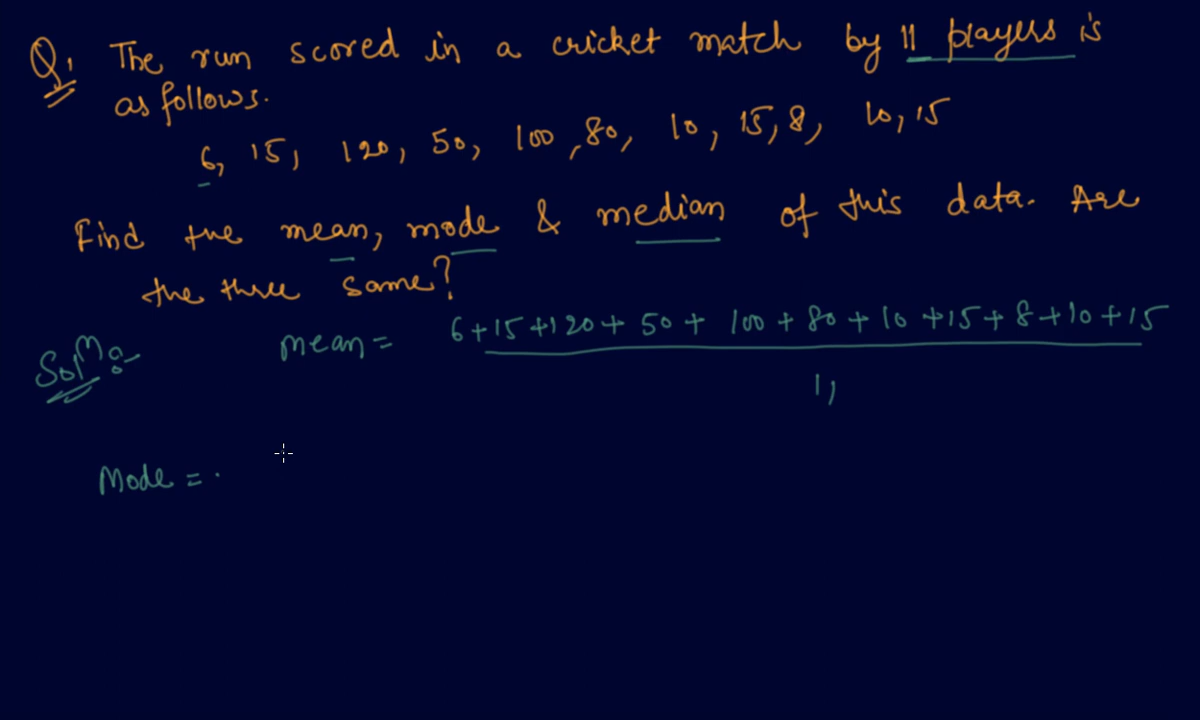 Q1 The run scored in a cricket match by 11 players is
as follows.
6, 15, 120, 50, 100, 80, 10, 15, 8, 10, 15
Find the mean, mode & median of this data. Are
the three same?
Solⁿ:-
mean = 6+15+120+ 50+ 100+ 80+10 +15+ 8+10+15
11
Mode = .